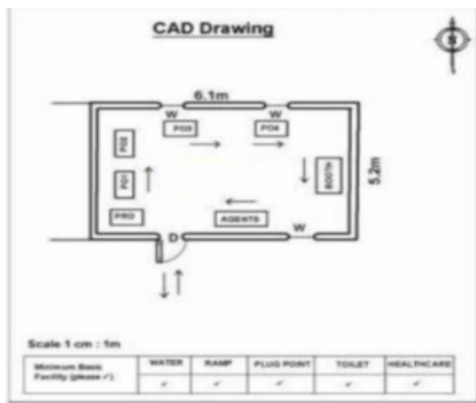 CAD Drawing
N
6.1m
W W
PO3 PO4
PO2
PO1
BOOTH
5.2m
PRO
AGENTS
W
D
Scale 1 cm : 1m
WATER RAMP PLUG POINT TOILET HEALTHCARE
Minimum Basic
Facility (please ✓) ✓ ✓ ✓ ✓ ✓